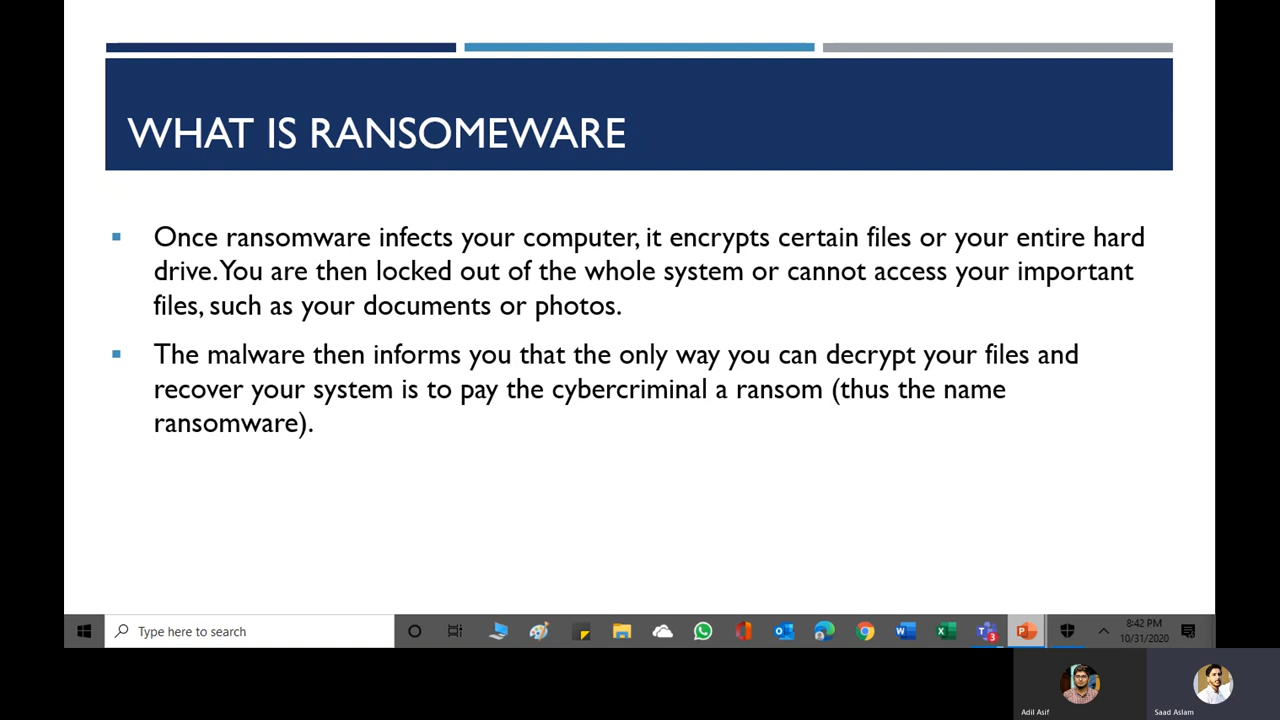 WHAT IS RANSOMEWARE
Once ransomware infects your computer, it encrypts certain files or your entire hard
drive. You are then locked out of the whole system or cannot access your important
files, such as your documents or photos.
The malware then informs you that the only way you can decrypt your files and
recover your system is to pay the cybercriminal a ransom (thus the name
ransomware).
Type here to search
3
8:42 PM
10/31/2020
Adil Asif
Saad Aslam